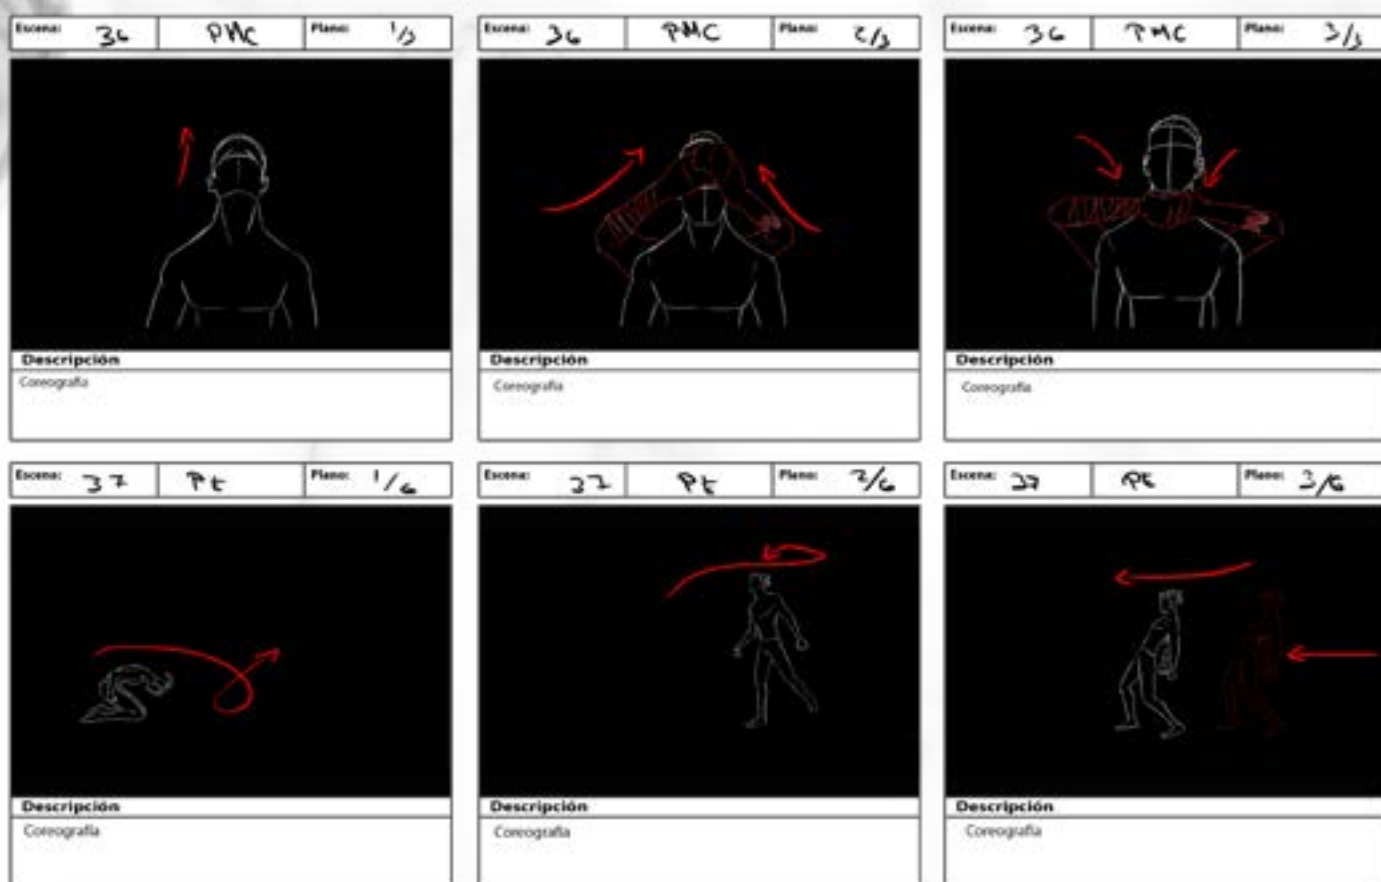 Escena: 36 PMC Plano: 1/3
Escena: 36 PMC Plano: 2/3
Escena: 36 PMC Plano: 3/3
Descripción
Coreografía
Descripción
Coreografía
Descripción
Coreografía
Escena: 37 Pt Plano: 1/6
Escena: 37 Pt Plano: 2/6
Escena: 37 Pt Plano: 3/6
Descripción
Coreografía
Descripción
Coreografía
Descripción
Coreografía